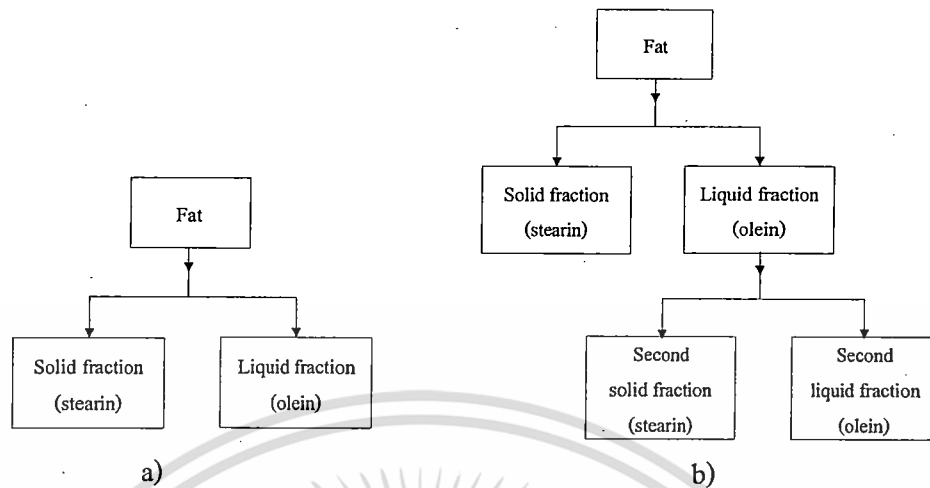 Fat
Solid fraction
(stearin)
Liquid fraction
(olein)
a)
Fat
Solid fraction
(stearin)
Liquid fraction
(olein)
Second
solid fraction
(stearin)
Second
liquid fraction
(olein)
b)